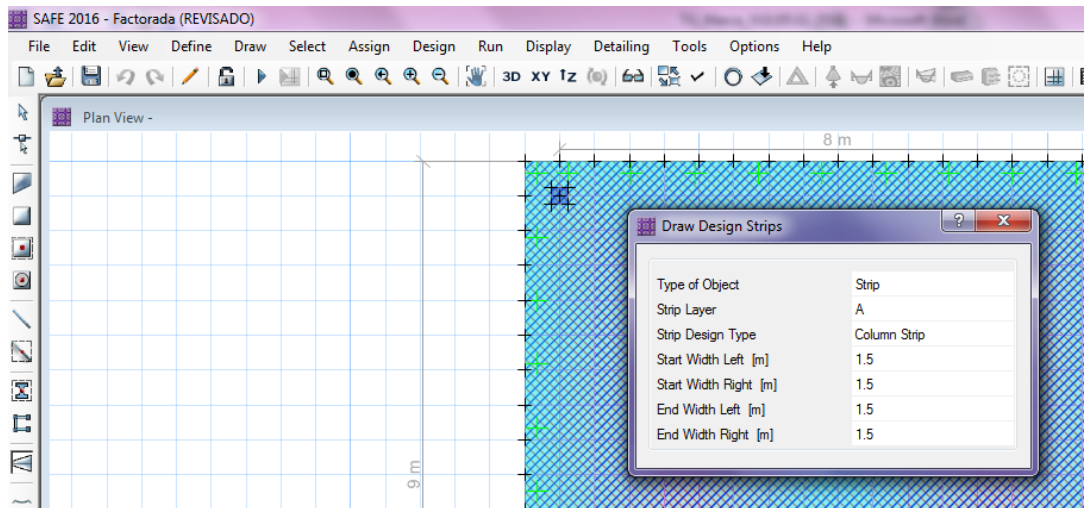 SAFE 2016 - Factorada (REVISADO)
File Edit View Define Draw Select Assign Design Run Display Detailing Tools Options Help
3D XY
Plan View -
8 m
Draw Design Strips
?
Type of Object Strip
Strip Layer A
Strip Design Type Column Strip
Start Width Left [m] 1.5
Start Width Right [m] 1.5
End Width Left [m] 1.5
End Width Right [m] 1.5
9 m